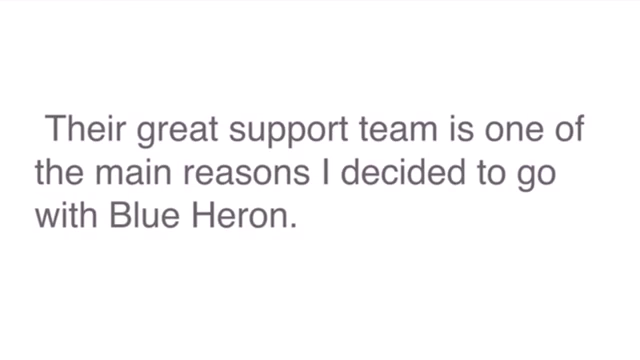 Their great support team is one of
the main reasons I decided to go
with Blue Heron.